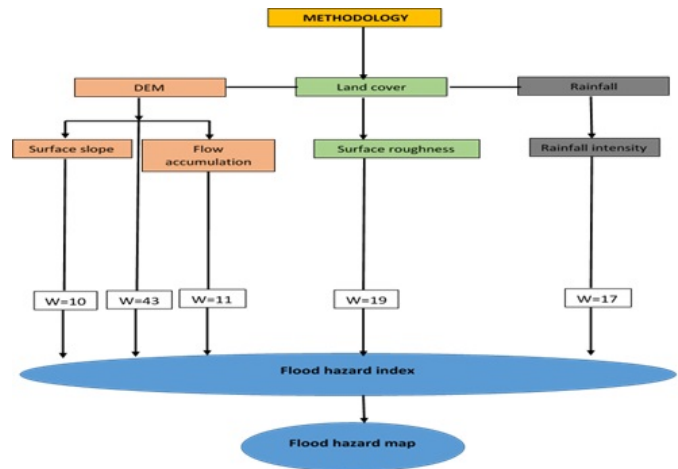 METHODOLOGY
DEM
Land cover
Rainfall
Surface slope
Flow
accumulation
Surface roughness
Rainfall intensity
W=10
W=43
W=11
W=19
W=17
Flood hazard index
Flood hazard map